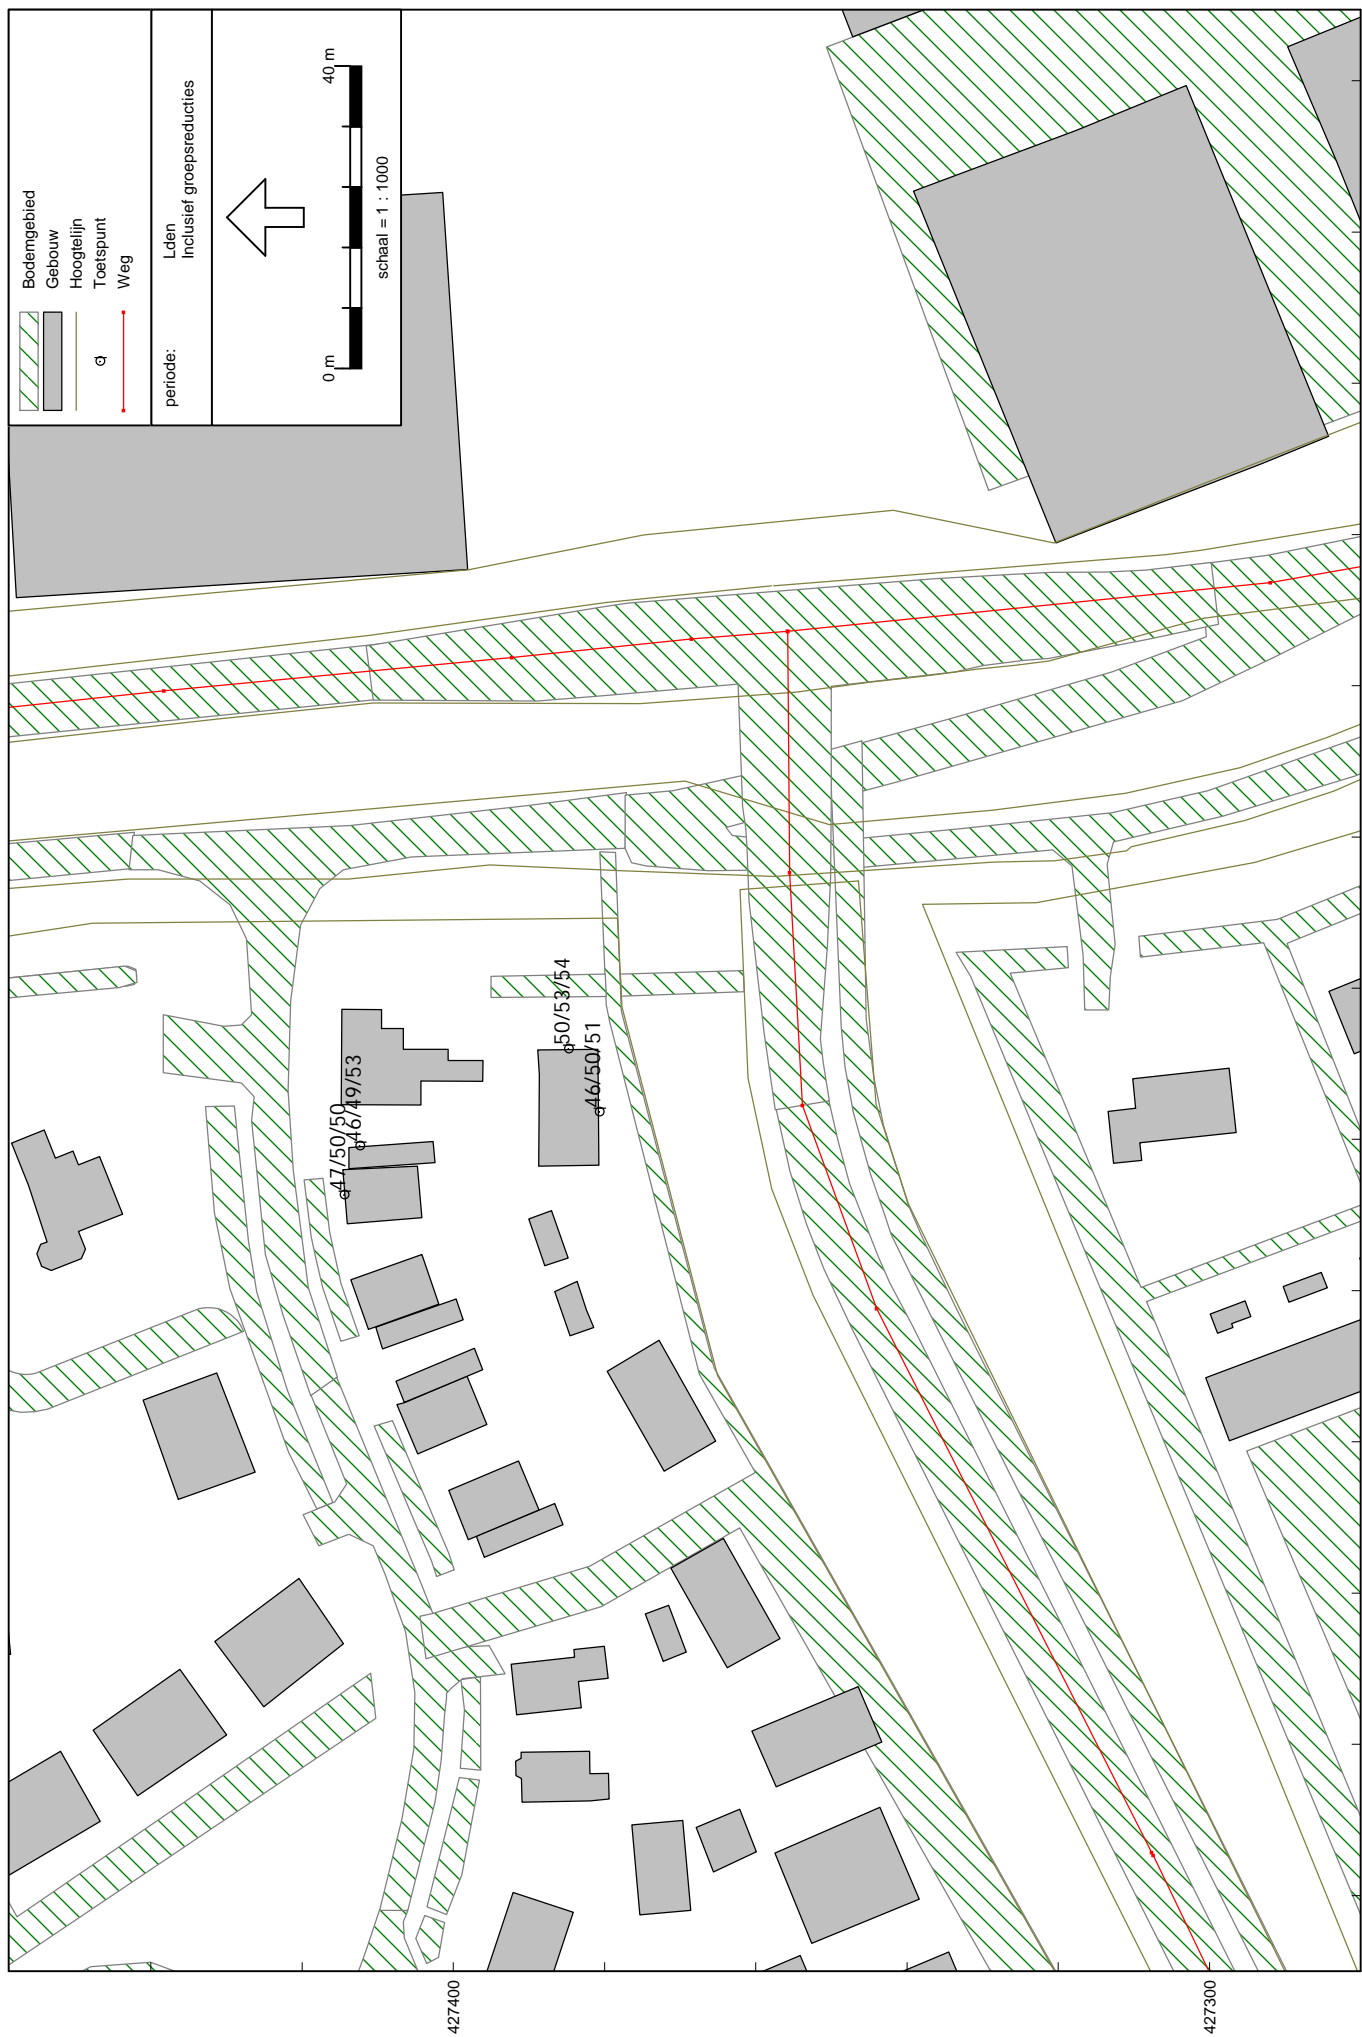 Bodemgebied
Gebouw
Hoogtelijn
Toetspunt
Weg
periode:
Lden
Inclusief groepsreducties
0 m
40 m
schaal = 1 : 1000
47/50/50
46/49/53
50/53/54
46/50/51
427400
427300